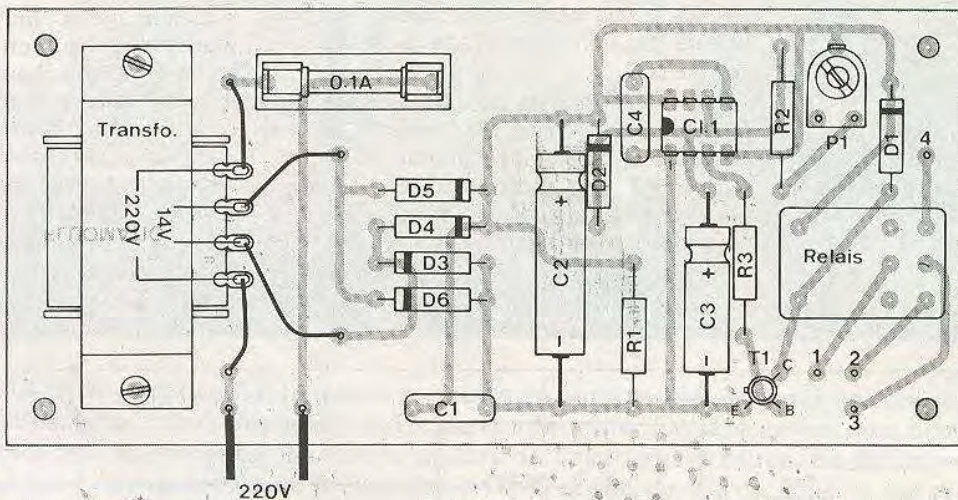 0.1A
Transfo.
220V
14V
D5
D4
D3
D6
C1
C2
+
–
D2
C4
CI.1
R2
P1
D1
4
Relais
R1
C3
+
–
R3
T1
C
E
B
1
2
3
220V